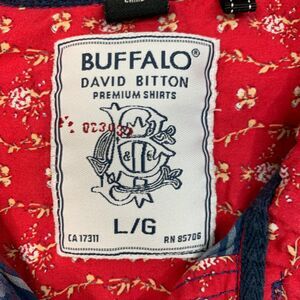 BUFFALO®
DAVID BITTON
PREMIUM SHIRTS
L/G
CA 17311 RN 85706